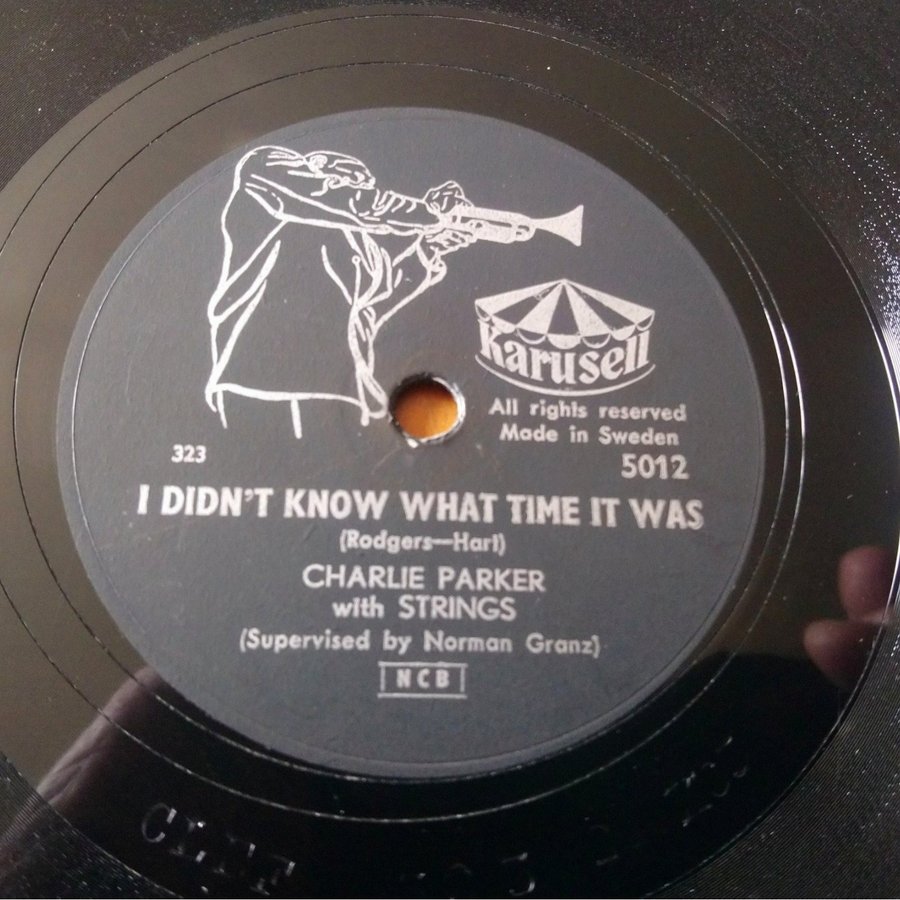 Karusell
All rights reserved
Made in Sweden
323
5012
I DIDN'T KNOW WHAT TIME IT WAS
(Rodgers—Hart)
CHARLIE PARKER
with STRINGS
(Supervised by Norman Granz)
NCB
CLEF